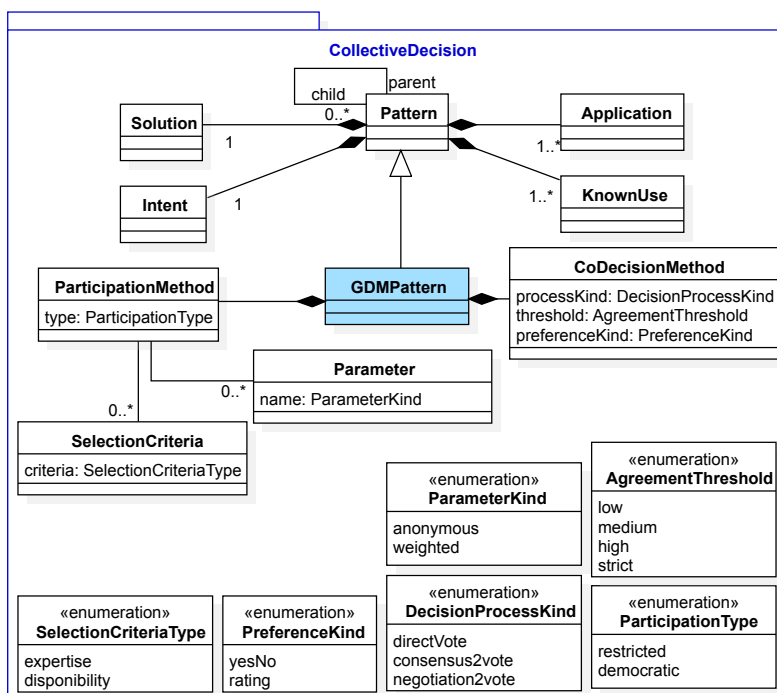 CollectiveDecision
parent
child
0..*
Pattern
Solution
1
Application
1..*
Intent
1
KnownUse
1..*
ParticipationMethod
type: ParticipationType
GDMPattern
CoDecisionMethod
processKind: DecisionProcessKind
threshold: AgreementThreshold
preferenceKind: PreferenceKind
Parameter
name: ParameterKind
0..*
0..*
SelectionCriteria
criteria: SelectionCriteriaType
«enumeration»
ParameterKind
anonymous
weighted
«enumeration»
AgreementThreshold
low
medium
high
strict
«enumeration»
SelectionCriteriaType
expertise
disponibility
«enumeration»
PreferenceKind
yesNo
rating
«enumeration»
DecisionProcessKind
directVote
consensus2vote
negotiation2vote
«enumeration»
ParticipationType
restricted
democratic